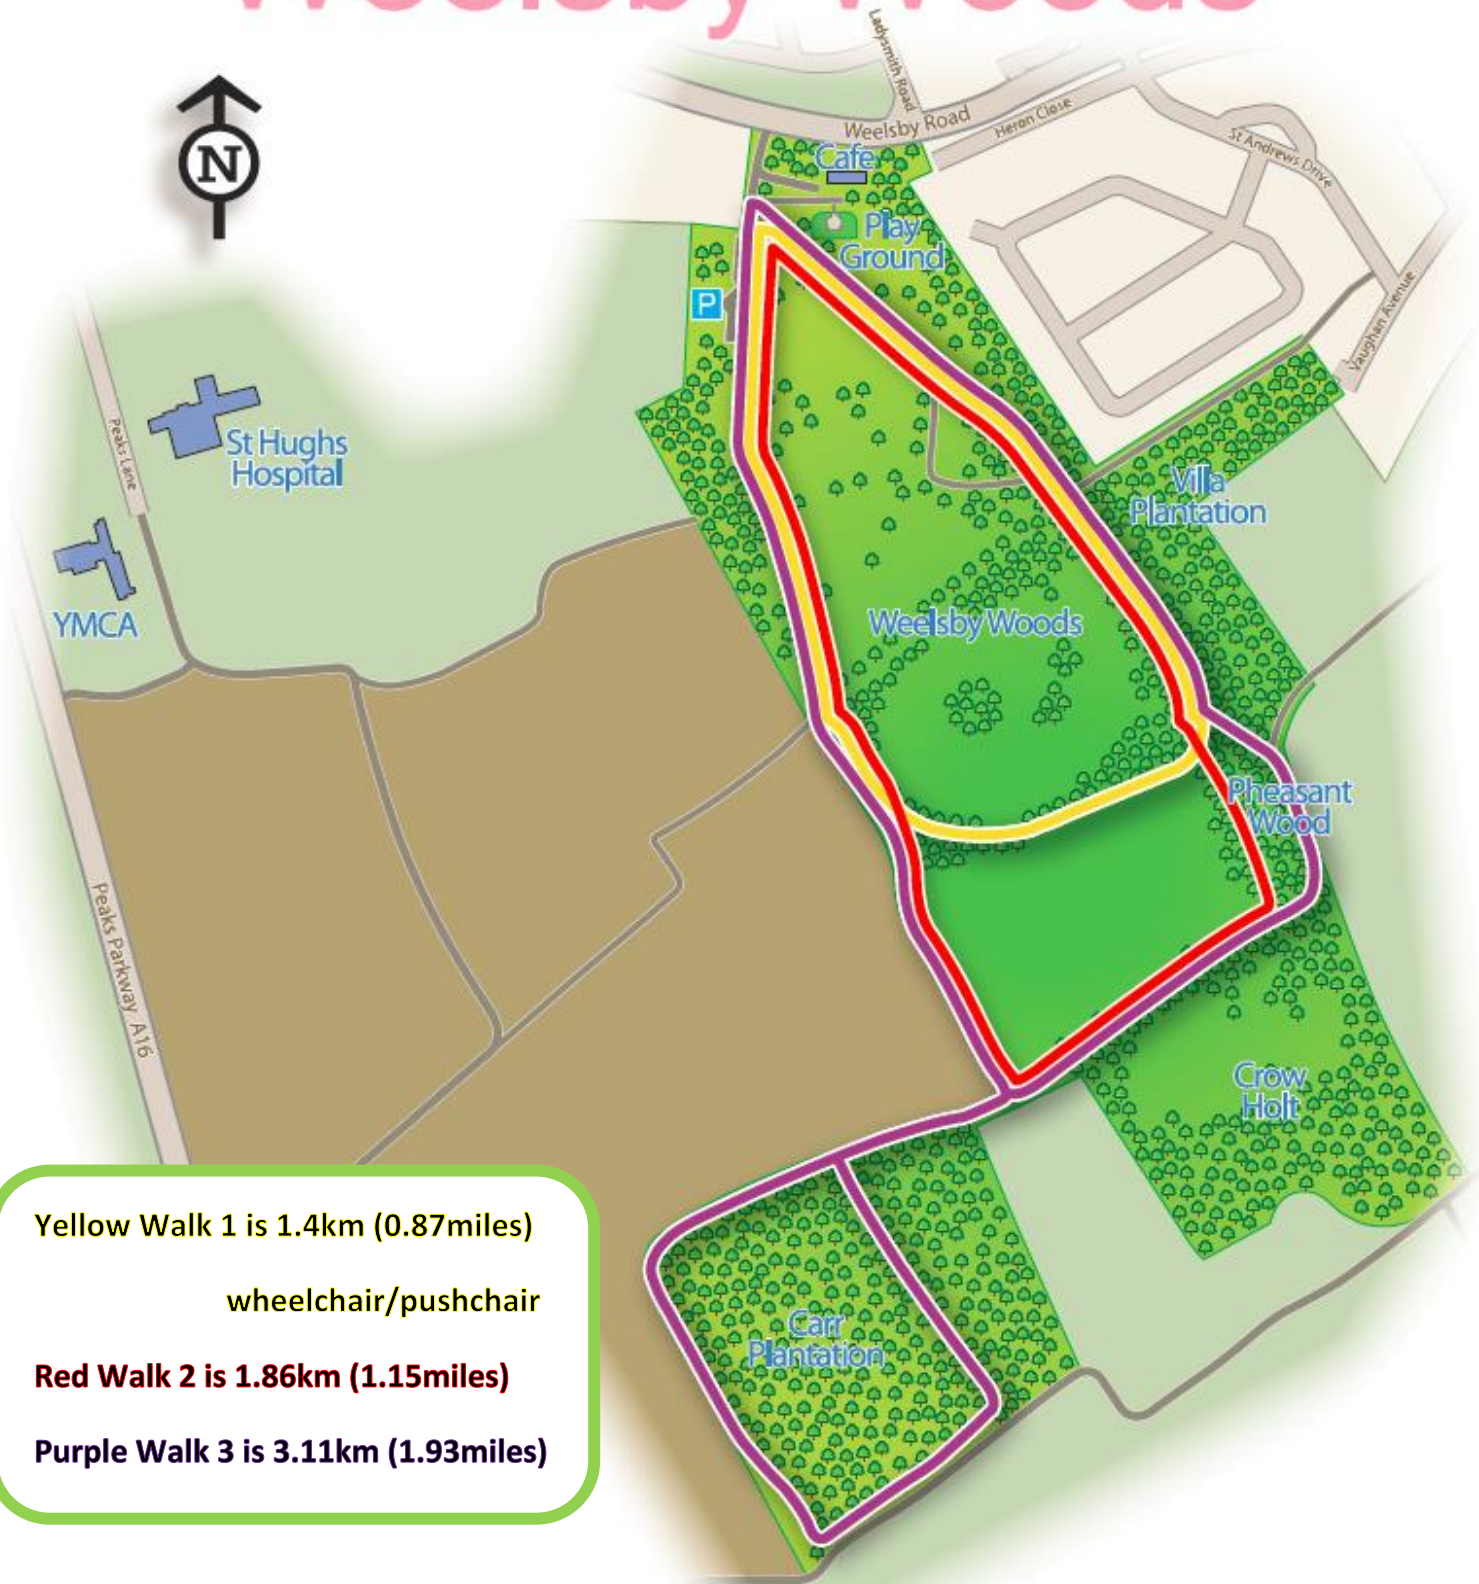 Weelsby Woods
Ladysmith Road
Weelsby Road
Heron Close
St Andrews Drive
Cafe
N
Play
Ground
P
Vaughan Avenue
Peaks Lane
St Hughs
Hospital
Villa
Plantation
YMCA
Weelsby Woods
Pheasant
Wood
Peaks Parkway A16
Crow
Holt
Carr
Plantation
Yellow Walk 1 is 1.4km (0.87miles)
wheelchair/pushchair
Red Walk 2 is 1.86km (1.15miles)
Purple Walk 3 is 3.11km (1.93miles)